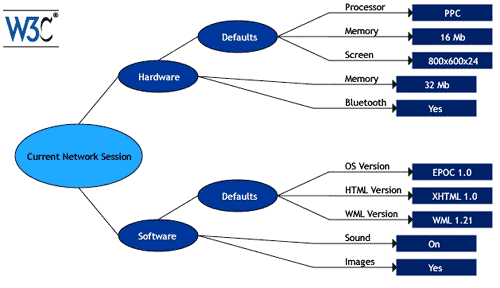 W3C®
Processor
PPC
Defaults
Memory
16 Mb
Screen
800x600x24
Hardware
Memory
32 Mb
Bluetooth
Yes
Current Network Session
OS Version
EPOC 1.0
Defaults
HTML Version
XHTML 1.0
WML Version
WML 1.21
Software
Sound
On
Images
Yes